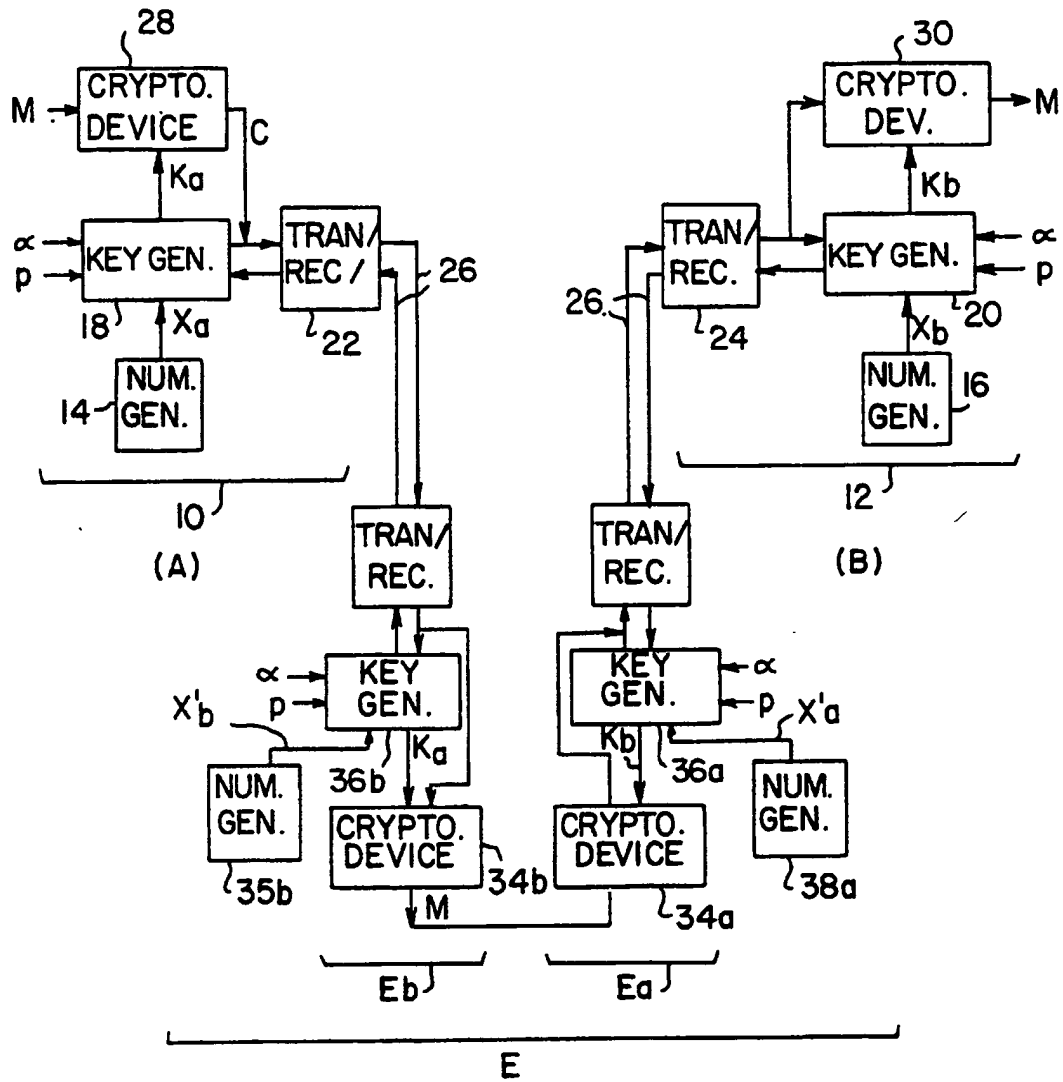 28
CRYPTO.
DEVICE
M
C
Ka
α
p
KEY GEN.
18
Xa
TRAN/
REC/
22
26
NUM.
GEN.
14
10
(A)
30
CRYPTO.
DEV.
M
Kb
TRAN/
REC.
24
26
KEY GEN.
α
p
20
Xb
NUM.
GEN.
16
12
(B)
TRAN/
REC.
α
p
KEY
GEN.
X'b
Ka
36b
NUM.
GEN.
35b
CRYPTO.
DEVICE
34b
M
Eb
TRAN/
REC.
KEY
GEN.
α
p
X'a
Kb
36a
NUM.
GEN.
38a
CRYPTO.
DEVICE
34a
Ea
E